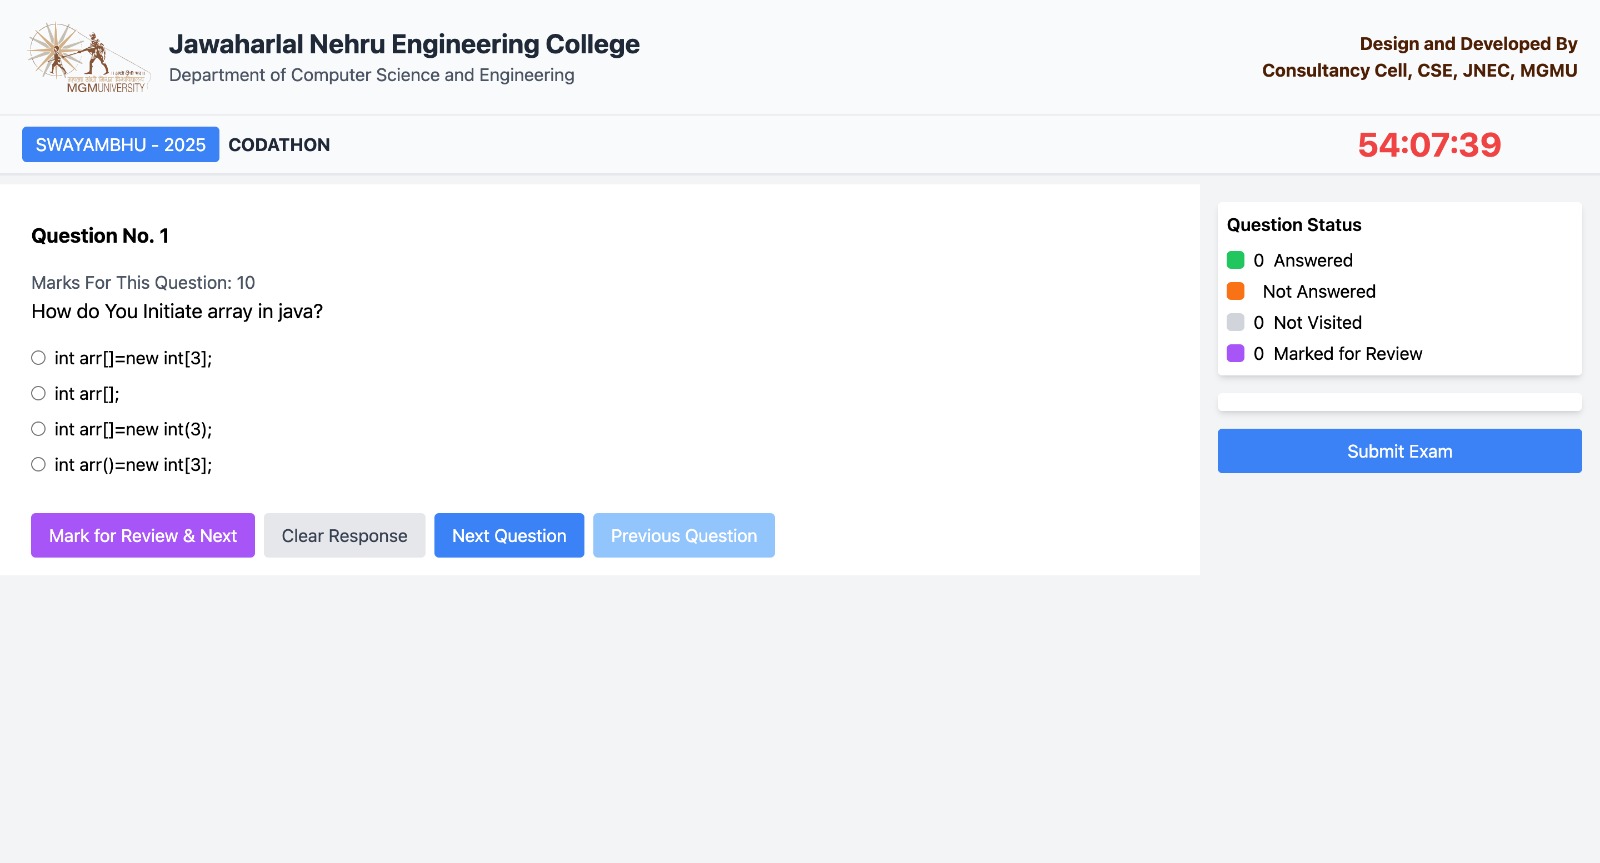 MGMUNIVERSITY
Jawaharlal Nehru Engineering College
Department of Computer Science and Engineering
Design and Developed By
Consultancy Cell, CSE, JNEC, MGMU
SWAYAMBHU - 2025 CODATHON
54:07:39
Question No. 1
Marks For This Question: 10
How do You Initiate array in java?
int arr[]=new int[3];
int arr[];
int arr[]=new int(3);
int arr()=new int[3];
Mark for Review & Next
Clear Response
Next Question
Previous Question
Question Status
0 Answered
Not Answered
0 Not Visited
0 Marked for Review
Submit Exam